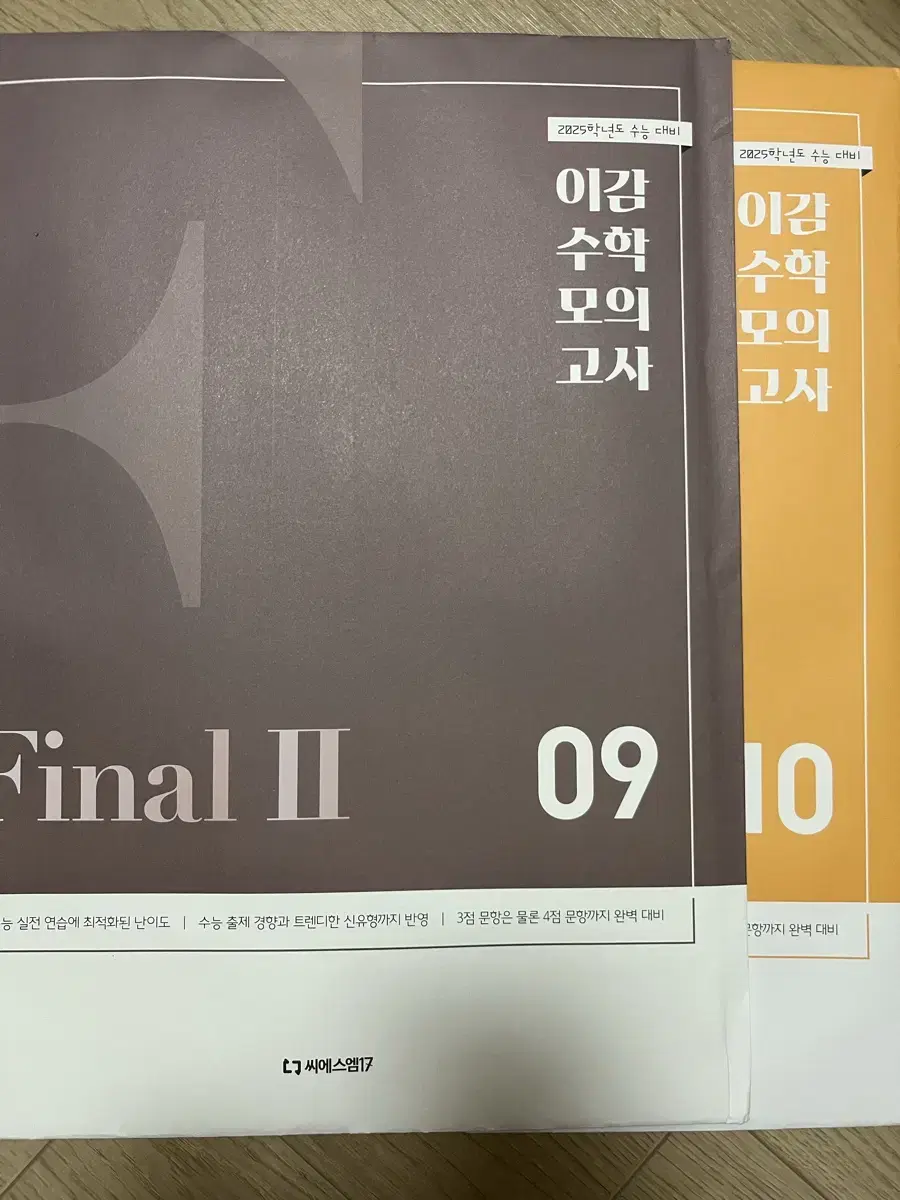 2025학년도 수능 대비
이감
수학
모의
고사
Final II
09
실전 연습에 최적화된 난이도 | 수능 출제 경향과 트렌디한 신유형까지 반영 | 3점 문항은 물론 4점 문항까지 완벽 대비
씨에스엠17
2025학년도 수능 대비
이감
수학
모의
고사
10
문항까지 완벽 대비